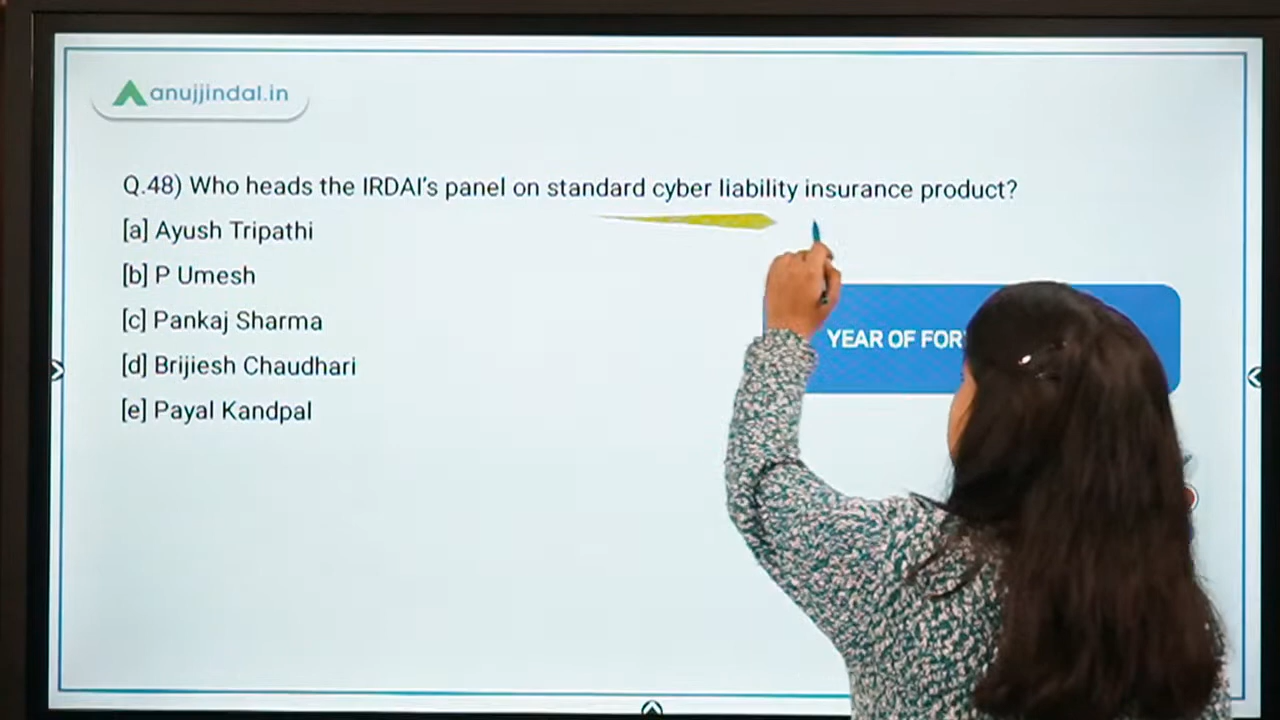 anujjindal.in
Q.48) Who heads the IRDAI's panel on standard cyber liability insurance product?
[a] Ayush Tripathi
[b] P Umesh
[c] Pankaj Sharma
[d] Brijiesh Chaudhari
[e] Payal Kandpal
YEAR OF